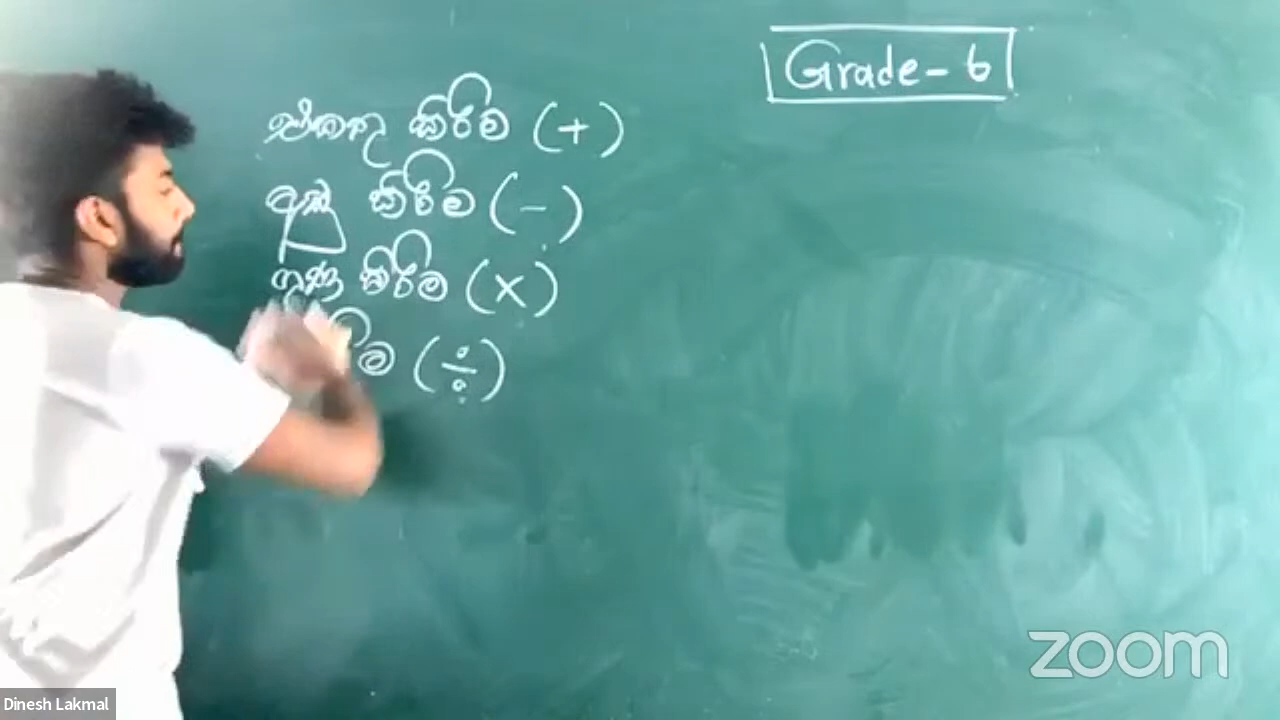 Grade - 6
එකතු කිරීම (+)
අඩු කිරීම (-)
ගුණ කිරීම (×)
(÷)
zoom
Dinesh Lakmal